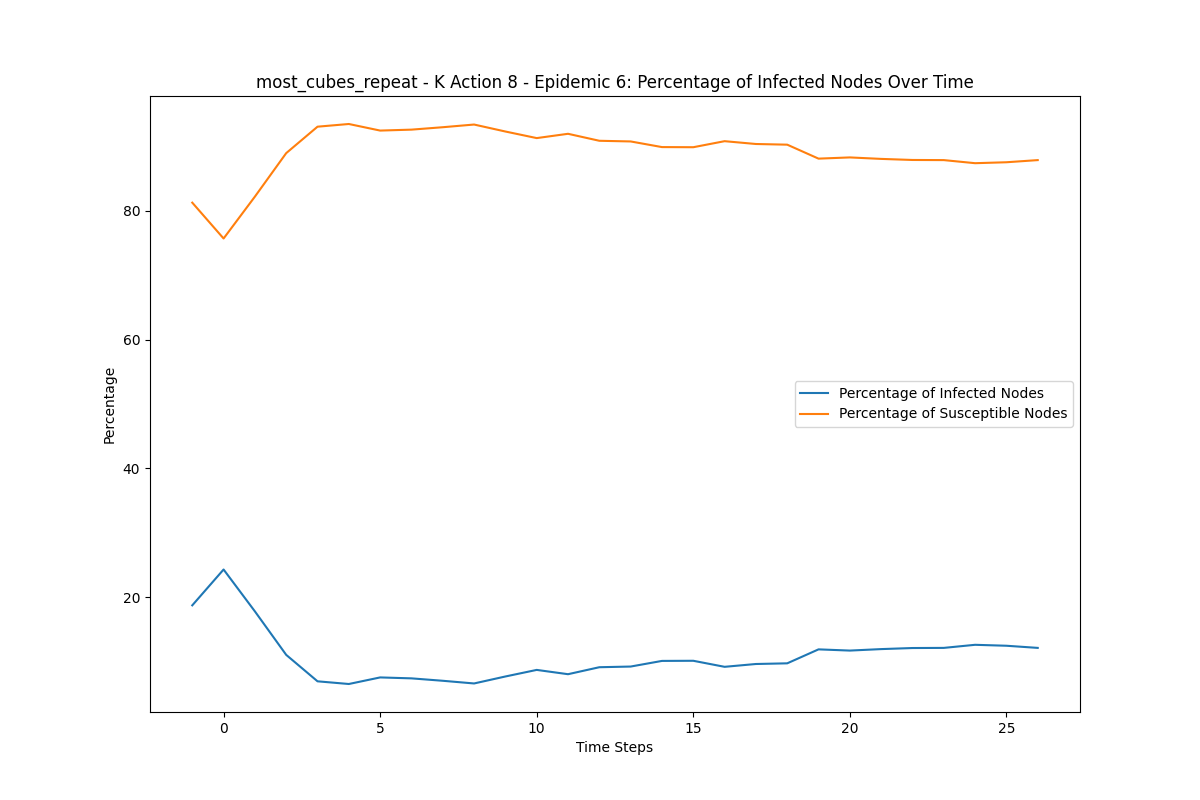 most_cubes_repeat - K Action 8 - Epidemic 6: Percentage of Infected Nodes Over Time
80
60
40
20
Percentage
Percentage of Infected Nodes
Percentage of Susceptible Nodes
0 5 10 15 20 25
Time Steps